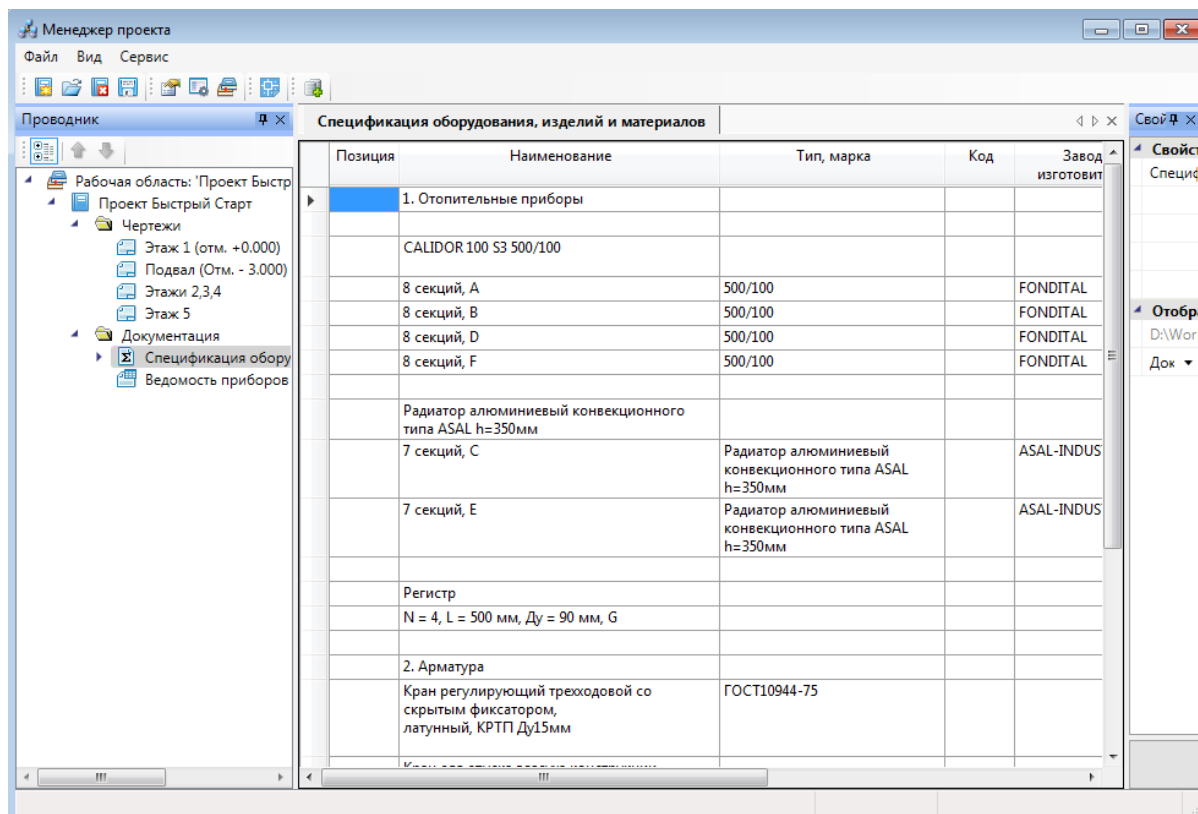 Менеджер проекта
Файл Вид Сервис
Проводник
Рабочая область: 'Проект Быстр
Проект Быстрый Старт
Чертежи
Этаж 1 (отм. +0.000)
Подвал (Отм. - 3.000)
Этажи 2,3,4
Этаж 5
Документация
Спецификация обору
Ведомость приборов
Спецификация оборудования, изделий и материалов
Позиция Наименование Тип, марка Код Завод
изготовит
1. Отопительные приборы
CALIDOR 100 S3 500/100
8 секций, A 500/100 FONDITAL
8 секций, B 500/100 FONDITAL
8 секций, D 500/100 FONDITAL
8 секций, F 500/100 FONDITAL
Радиатор алюминиевый конвекционного
типа ASAL h=350мм
7 секций, C Радиатор алюминиевый ASAL-INDUS
конвекционного типа ASAL
h=350мм
7 секций, E Радиатор алюминиевый ASAL-INDUS
конвекционного типа ASAL
h=350мм
Регистр
N = 4, L = 500 мм, Ду = 90 мм, G
2. Арматура
Кран регулирующий трехходовой со ГОСТ10944-75
скрытым фиксатором,
латунный, КРТП Ду15мм
Свой
Свойст
Специф
Отобра
D:\Wor
Док